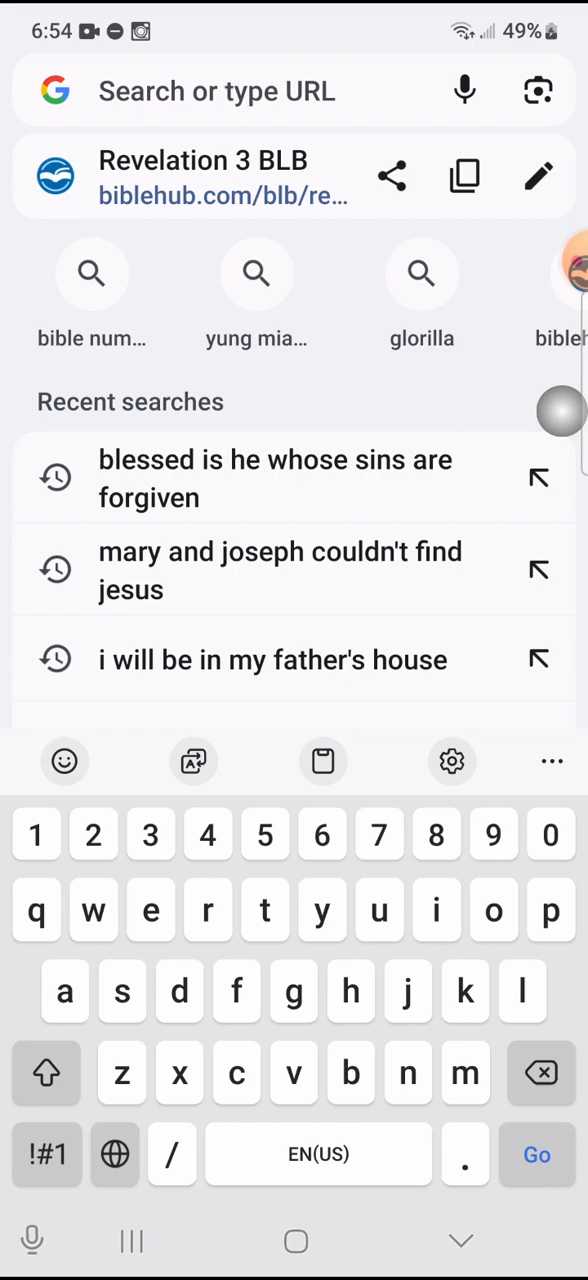 6:54
49%
Search or type URL
Revelation 3 BLB
biblehub.com/blb/re...
bible num...
yung mia...
glorilla
bible
Recent searches
blessed is he whose sins are
forgiven
mary and joseph couldn't find
jesus
i will be in my father's house
1 2 3 4 5 6 7 8 9 0
q w e r t y u i o p
a s d f g h j k l
z x c v b n m
!#1 / EN(US) . Go